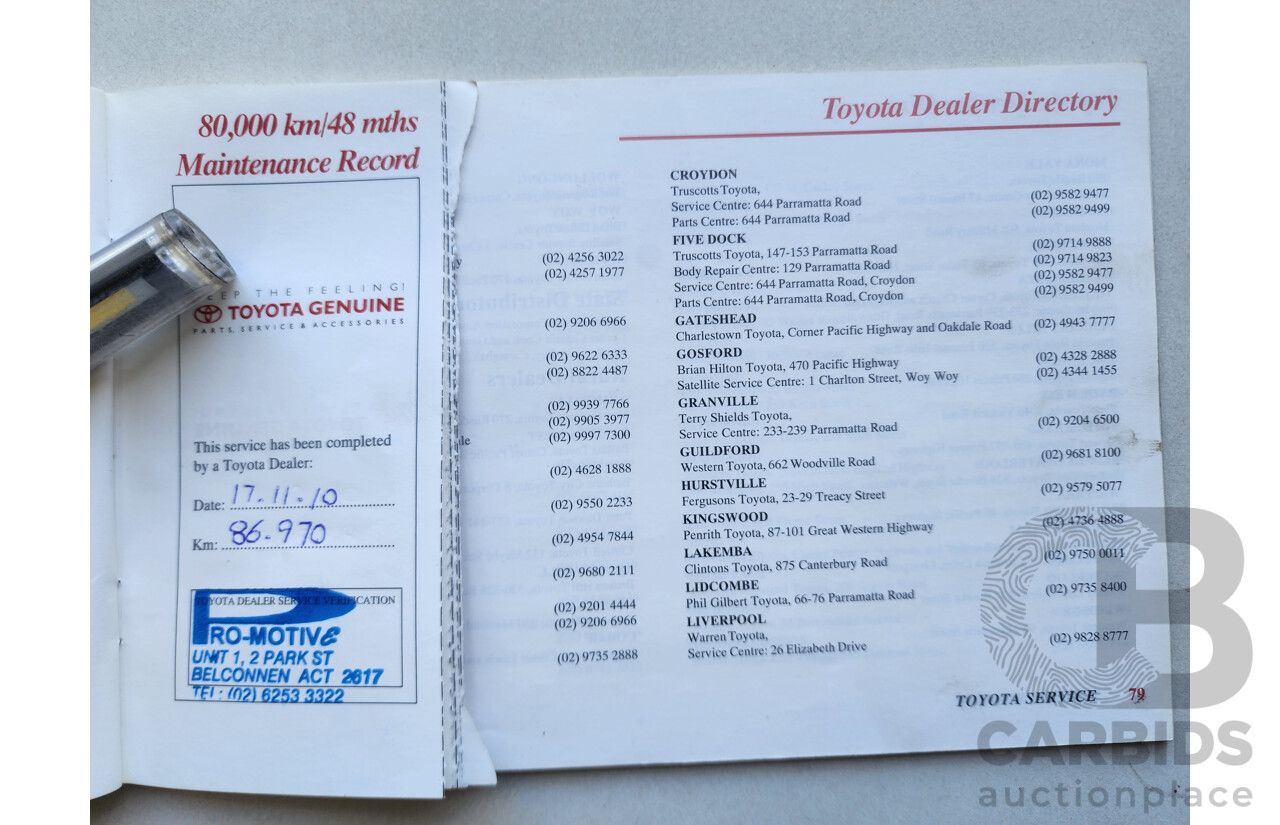 80,000 km/48 mths
Maintenance Record
EEP THE FEELING!
TOYOTA GENUINE
PARTS, SERVICE & ACCESSORIES
This service has been completed
by a Toyota Dealer:
Date: 17.11.10
Km: 86.970
TOYOTA DEALER SERVICE VERIFICATION
PRO-MOTIVE
UNIT 1, 2 PARK ST
BELCONNEN ACT 2617
TEL: (02) 6253 3322
(02) 4256 3022
(02) 4257 1977
(02) 9206 6966
(02) 9622 6333
(02) 8822 4487
(02) 9939 7766
(02) 9905 3977
(02) 9997 7300
(02) 4628 1888
(02) 9550 2233
(02) 4954 7844
(02) 9680 2111
(02) 9201 4444
(02) 9206 6966
(02) 9735 2888
Toyota Dealer Directory
CROYDON
Truscotts Toyota,
Service Centre: 644 Parramatta Road (02) 9582 9477
Parts Centre: 644 Parramatta Road (02) 9582 9499
FIVE DOCK
Truscotts Toyota, 147-153 Parramatta Road (02) 9714 9888
Body Repair Centre: 129 Parramatta Road (02) 9714 9823
Service Centre: 644 Parramatta Road, Croydon (02) 9582 9477
Parts Centre: 644 Parramatta Road, Croydon (02) 9582 9499
GATESHEAD
Charlestown Toyota, Corner Pacific Highway and Oakdale Road (02) 4943 7777
GOSFORD
Brian Hilton Toyota, 470 Pacific Highway (02) 4328 2888
Satellite Service Centre: 1 Charlton Street, Woy Woy (02) 4344 1455
GRANVILLE
Terry Shields Toyota,
Service Centre: 233-239 Parramatta Road (02) 9204 6500
GUILDFORD
Western Toyota, 662 Woodville Road (02) 9681 8100
HURSTVILLE
Fergusons Toyota, 23-29 Treacy Street (02) 9579 5077
KINGSWOOD
Penrith Toyota, 87-101 Great Western Highway (02) 4736 4888
LAKEMBA
Clintons Toyota, 875 Canterbury Road (02) 9750 0011
LIDCOMBE
Phil Gilbert Toyota, 66-76 Parramatta Road (02) 9735 8400
LIVERPOOL
Warren Toyota,
Service Centre: 26 Elizabeth Drive (02) 9828 8777
TOYOTA SERVICE 79
CARBIDS
auctionplace